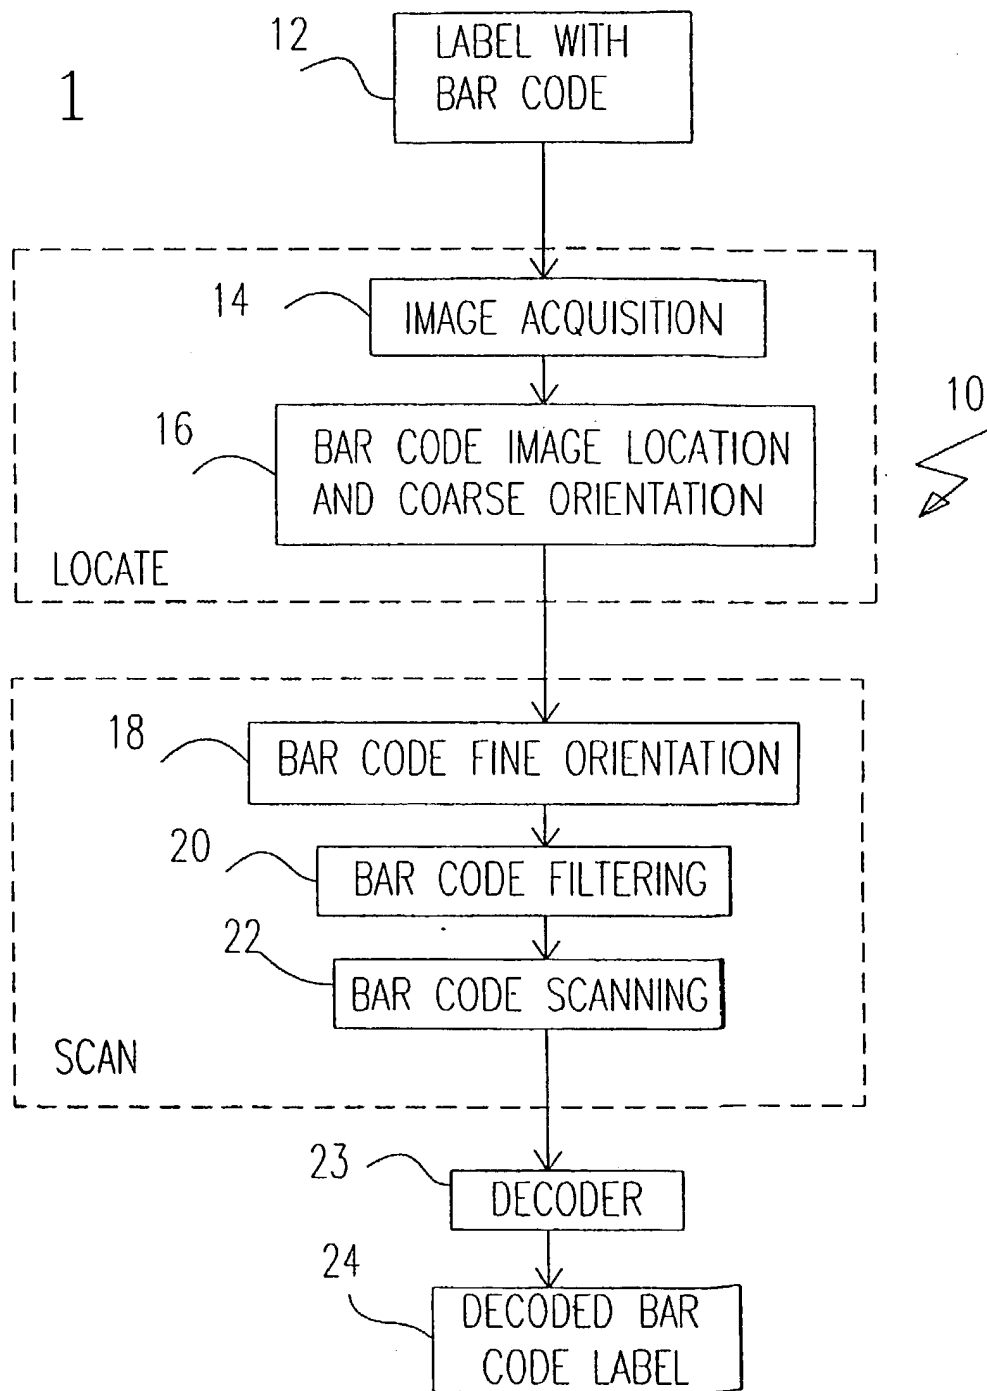 12
LABEL WITH
BAR CODE
1
14
IMAGE ACQUISITION
10
16
BAR CODE IMAGE LOCATION
AND COARSE ORIENTATION
LOCATE
18
BAR CODE FINE ORIENTATION
20
BAR CODE FILTERING
22
BAR CODE SCANNING
SCAN
23
DECODER
24
DECODED BAR
CODE LABEL